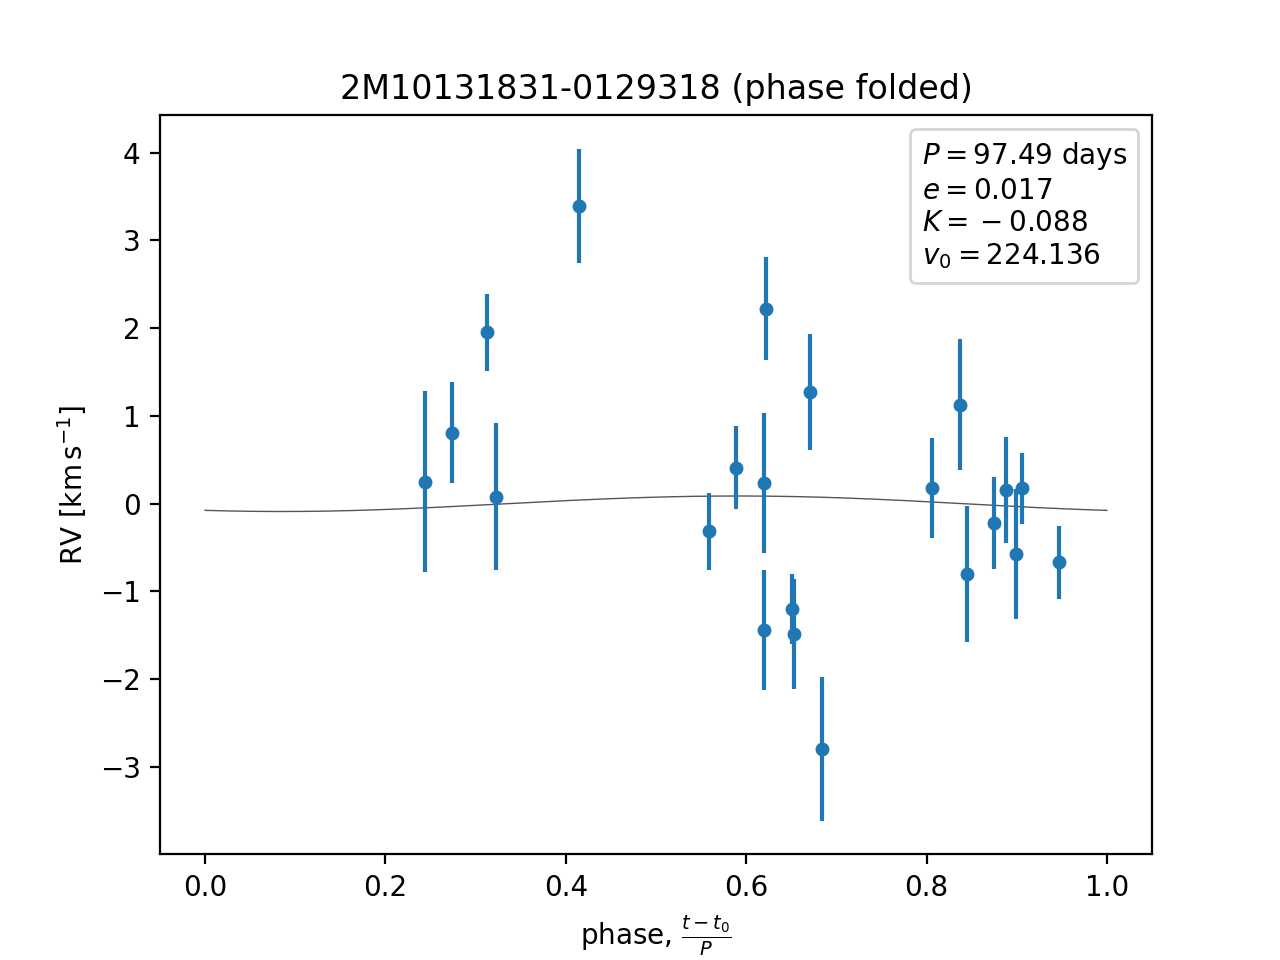 2M10131831-0129318 (phase folded)
P = 97.49 days
e = 0.017
K = −0.088
v₀ = 224.136
4
3
2
1
0
−1
−2
−3
RV [km s⁻¹]
0.0 0.2 0.4 0.6 0.8 1.0
phase, (t − t₀)/P